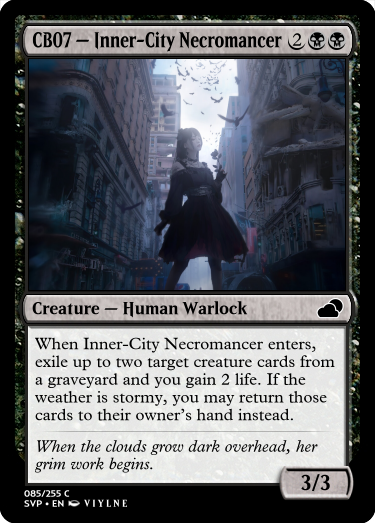 CB07 — Inner-City Necromancer 2
Creature — Human Warlock
When Inner-City Necromancer enters,
exile up to two target creature cards from
a graveyard and you gain 2 life. If the
weather is stormy, you may return those
cards to their owner's hand instead.
When the clouds grow dark overhead, her
grim work begins.
3/3
085/255 C
SVP • EN VIYLNE